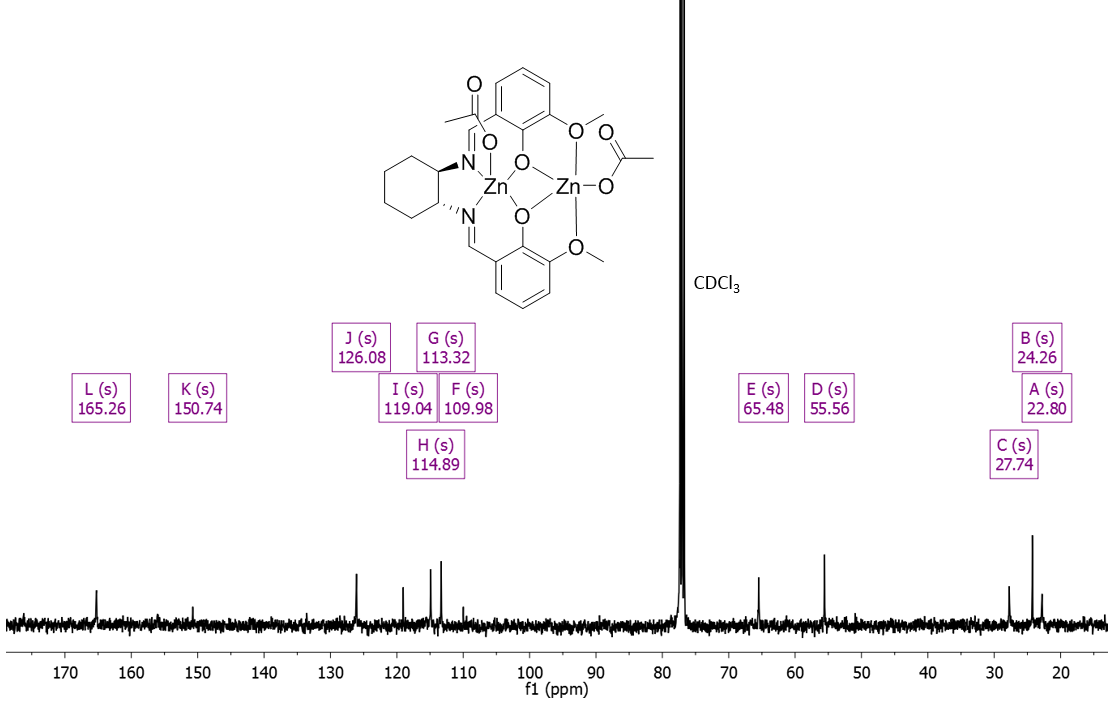 O
O
O
O
O
N
O
O
Zn
Zn
O
N
O
O
CDCl₃
J (s)
126.08
G (s)
113.32
B (s)
24.26
L (s)
165.26
K (s)
150.74
I (s)
119.04
F (s)
109.98
E (s)
65.48
D (s)
55.56
A (s)
22.80
H (s)
114.89
C (s)
27.74
170 160 150 140 130 120 110 100 90 80 70 60 50 40 30 20
f1 (ppm)